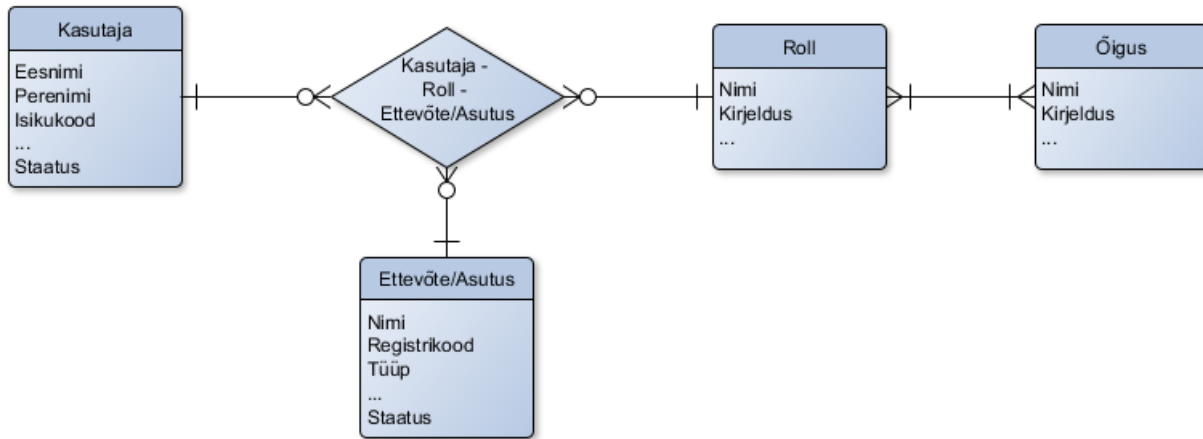 Kasutaja
Eesnimi
Perenimi
Isikukood
...
Staatus
Kasutaja -
Roll -
Ettevõte/Asutus
Roll
Nimi
Kirjeldus
...
Õigus
Nimi
Kirjeldus
...
Ettevõte/Asutus
Nimi
Registrikood
Tüüp
...
Staatus